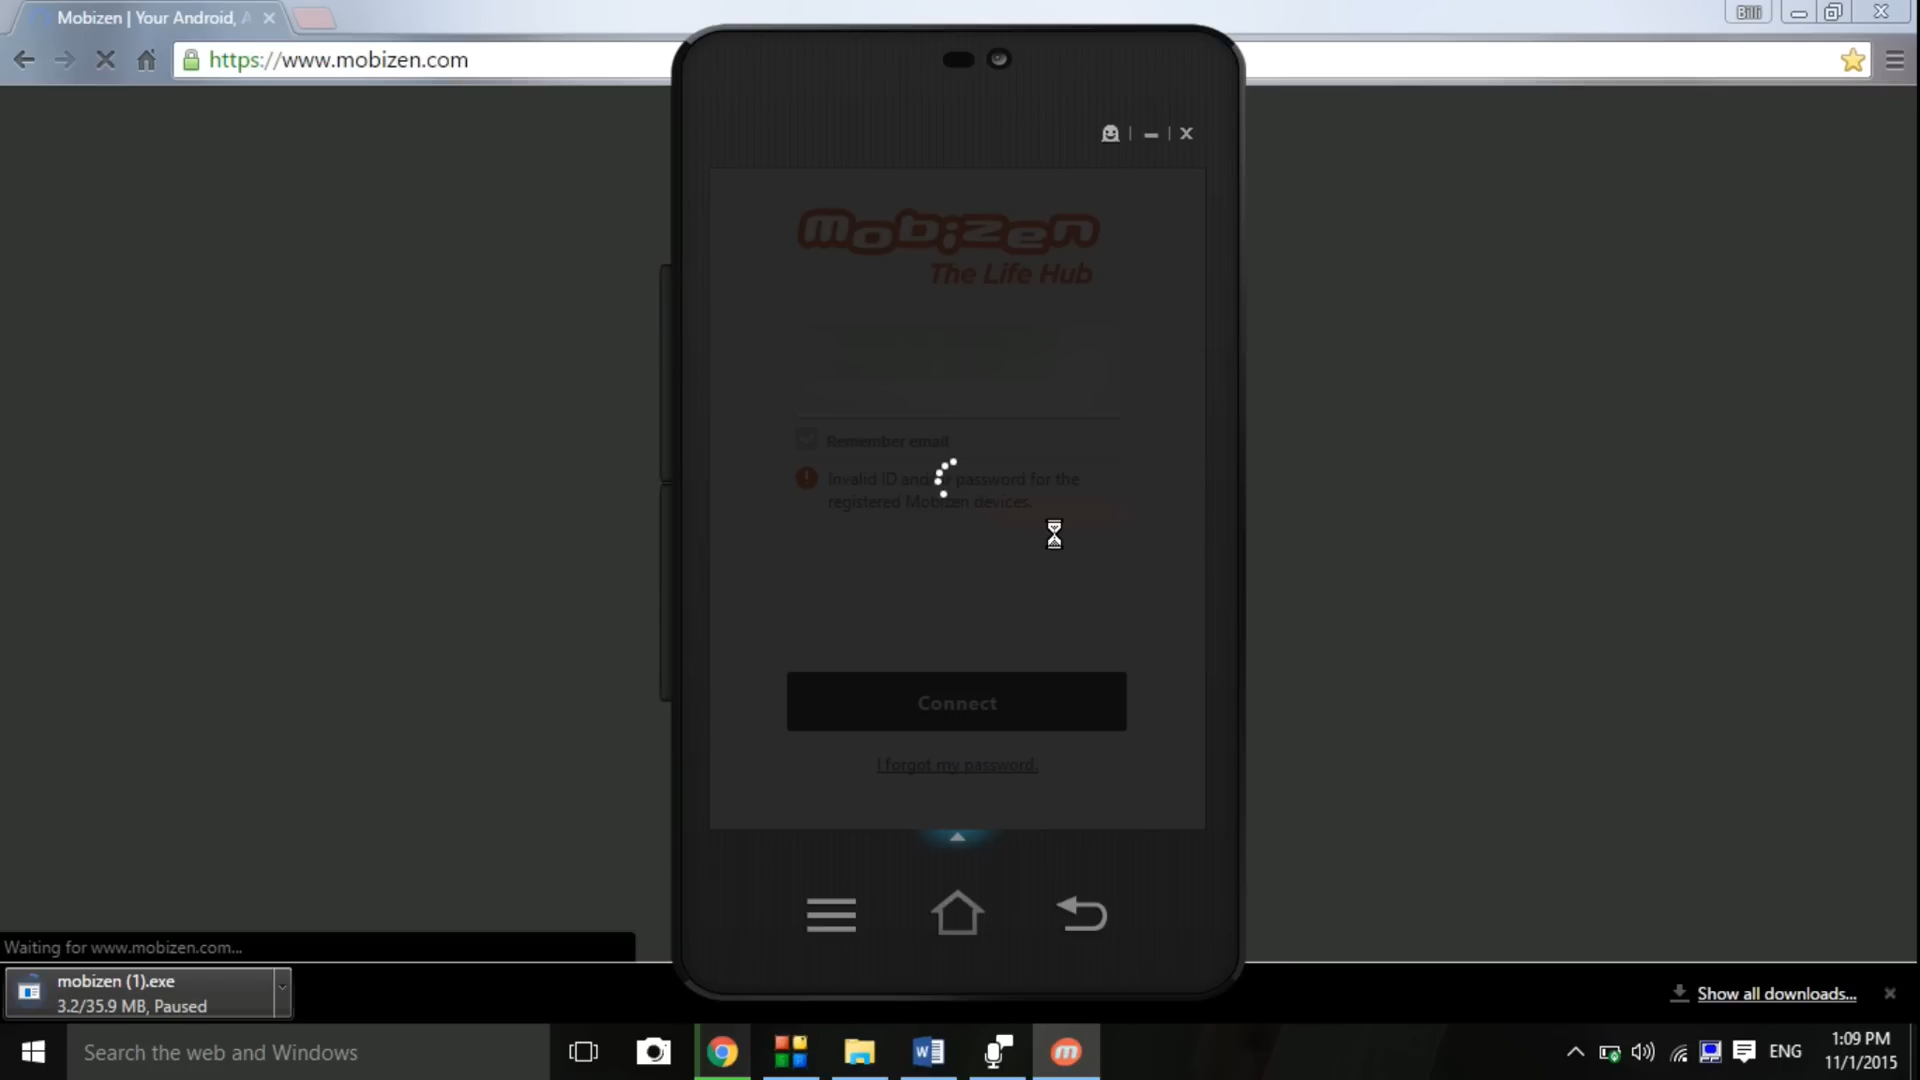 Mobizen | Your Android, A
Billi
https://www.mobizen.com
mobizen
The Life Hub
Remember email
Invalid ID and/or password for the
registered Mobizen devices.
Connect
I forgot my password.
Waiting for www.mobizen.com...
mobizen (1).exe
3.2/35.9 MB, Paused
Show all downloads...
Search the web and Windows
m
ENG
1:09 PM
11/1/2015